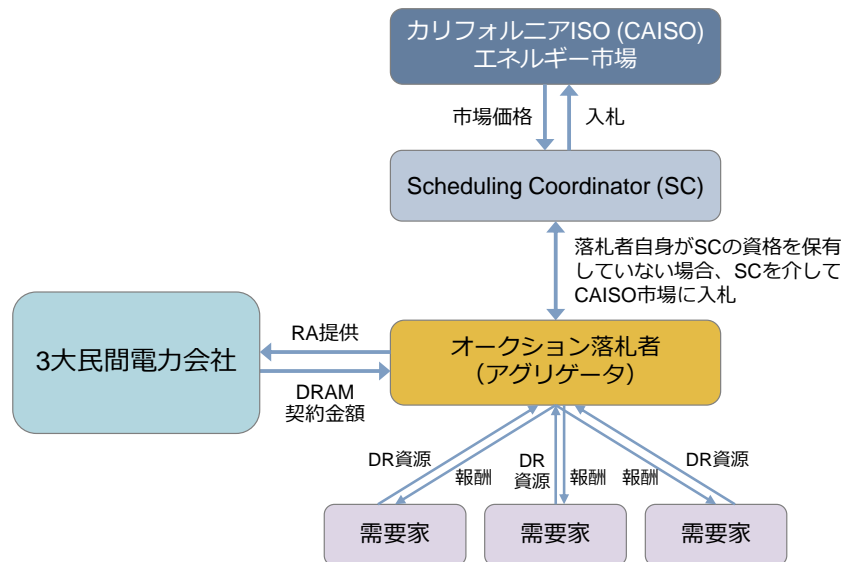 カリフォルニアISO (CAISO)
エネルギー市場
市場価格
入札
Scheduling Coordinator (SC)
落札者自身がSCの資格を保有
していない場合、SCを介して
CAISO市場に入札
3大民間電力会社
RA提供
DRAM
契約金額
オークション落札者
（アグリゲータ）
DR資源
報酬
DR
資源
報酬
報酬
DR資源
需要家
需要家
需要家